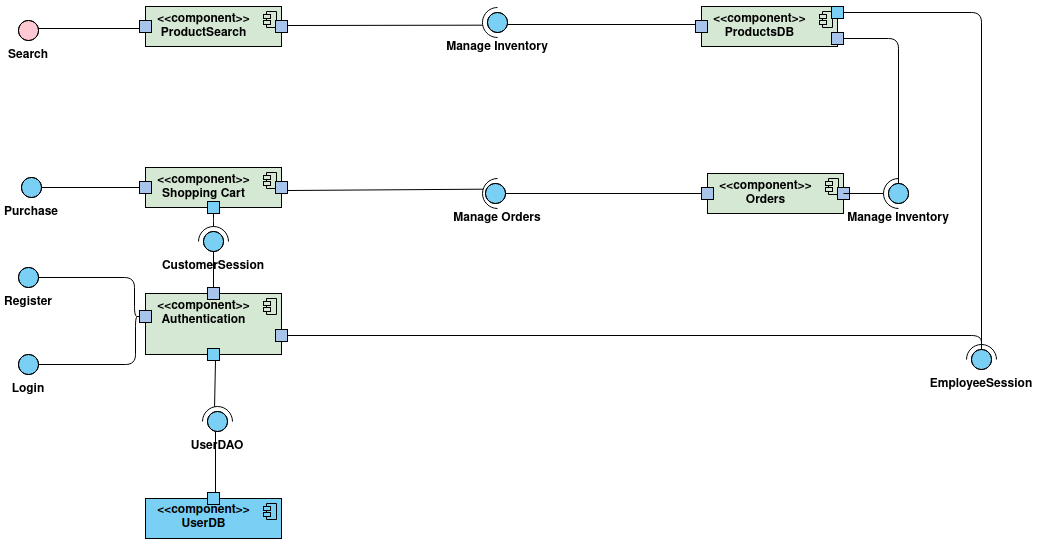 <<component>>
ProductSearch
<<component>>
ProductsDB
Search
Manage Inventory
<<component>>
Shopping Cart
<<component>>
Orders
Purchase
Manage Orders
Manage Inventory
CustomerSession
Register
<<component>>
Authentication
Login
EmployeeSession
UserDAO
<<component>>
UserDB